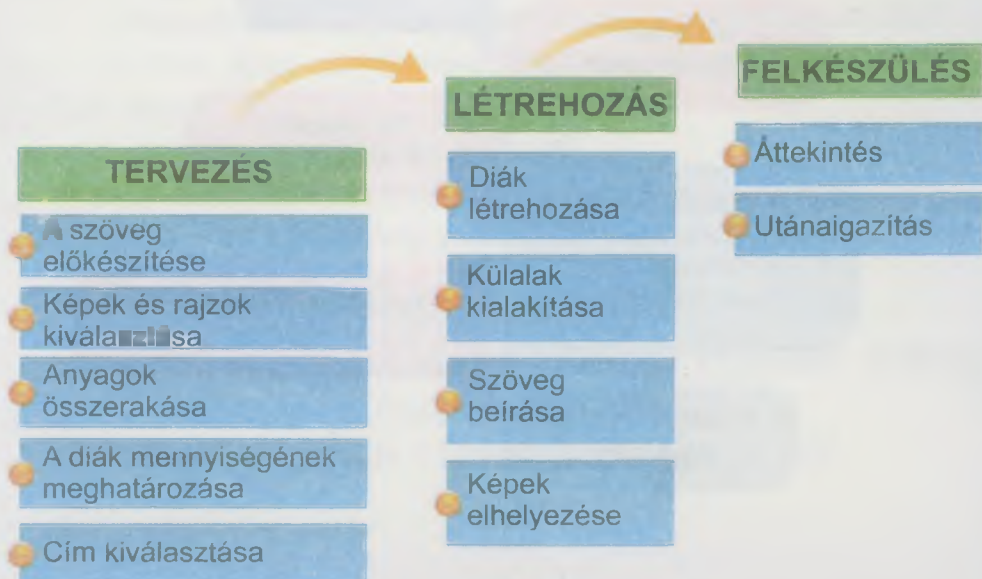 TERVEZÉS
A szöveg
előkészítése
Képek és rajzok
Anyagok
összerakása
A diák mennyiségének
meghatározása
Cím kiválasztása
LÉTREHOZÁS
Diák
létrehozása
Külalak
kialakítása
Szöveg
beírása
Képek
elhelyezése
FELKÉSZÜLÉS
Áttekintés
Utánaigazítás